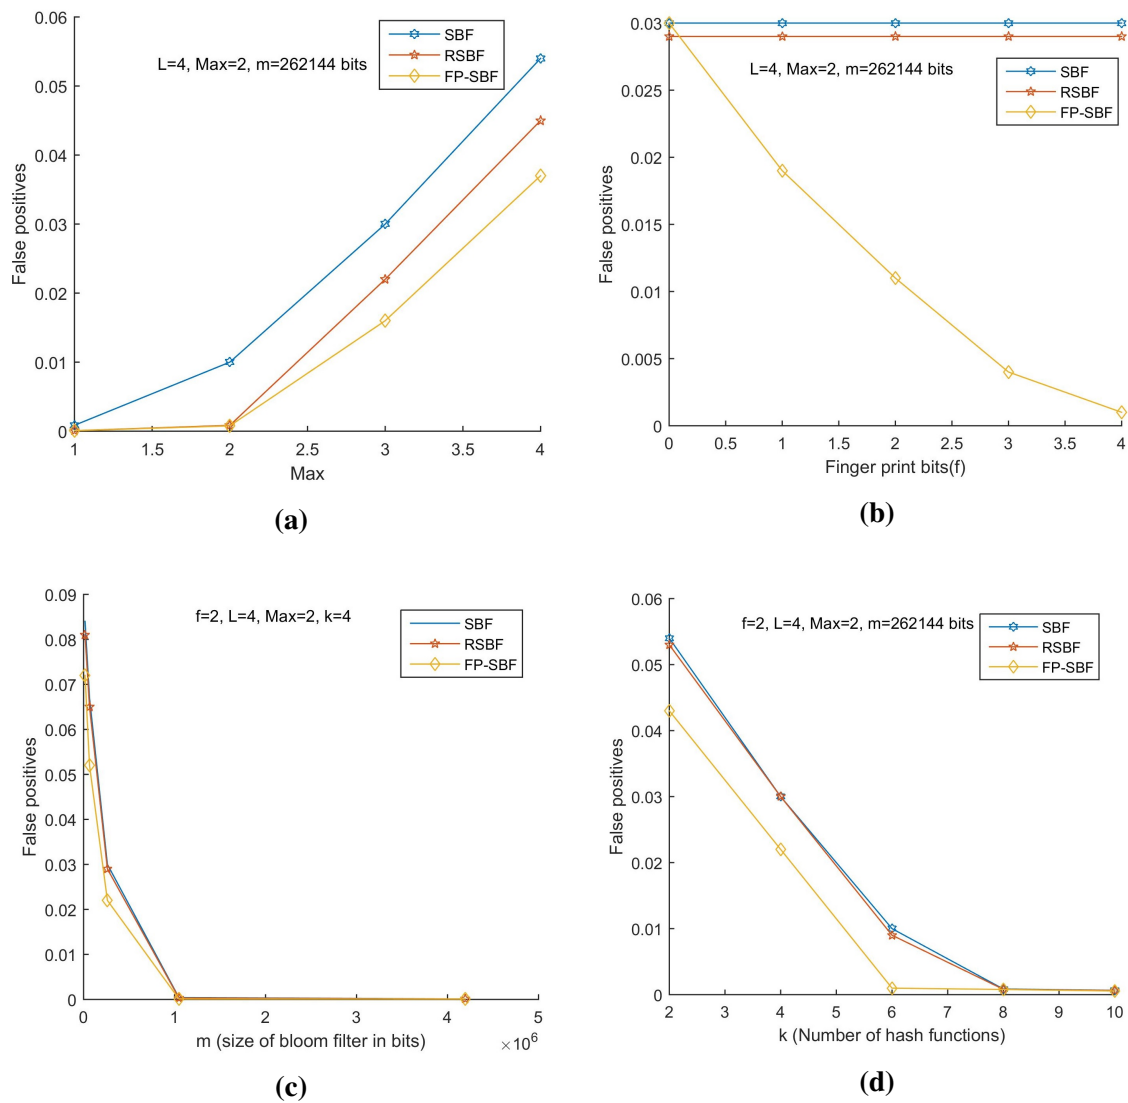 0.06
0.05
0.04
0.03
0.02
0.01
0
False positives
L=4, Max=2, m=262144 bits
SBF
RSBF
FP-SBF
1 1.5 2 2.5 3 3.5 4
Max
(a)
0.03
0.025
0.02
0.015
0.01
0.005
0
False positives
L=4, Max=2, m=262144 bits
SBF
RSBF
FP-SBF
0 0.5 1 1.5 2 2.5 3 3.5 4
Finger print bits(f)
(b)
0.09
0.08
0.07
0.06
0.05
0.04
0.03
0.02
0.01
0
False positives
f=2, L=4, Max=2, k=4
SBF
RSBF
FP-SBF
0 1 2 3 4 5
m (size of bloom filter in bits)
×10⁶
(c)
0.06
0.05
0.04
0.03
0.02
0.01
0
False positives
f=2, L=4, Max=2, m=262144 bits
SBF
RSBF
FP-SBF
2 3 4 5 6 7 8 9 10
k (Number of hash functions)
(d)